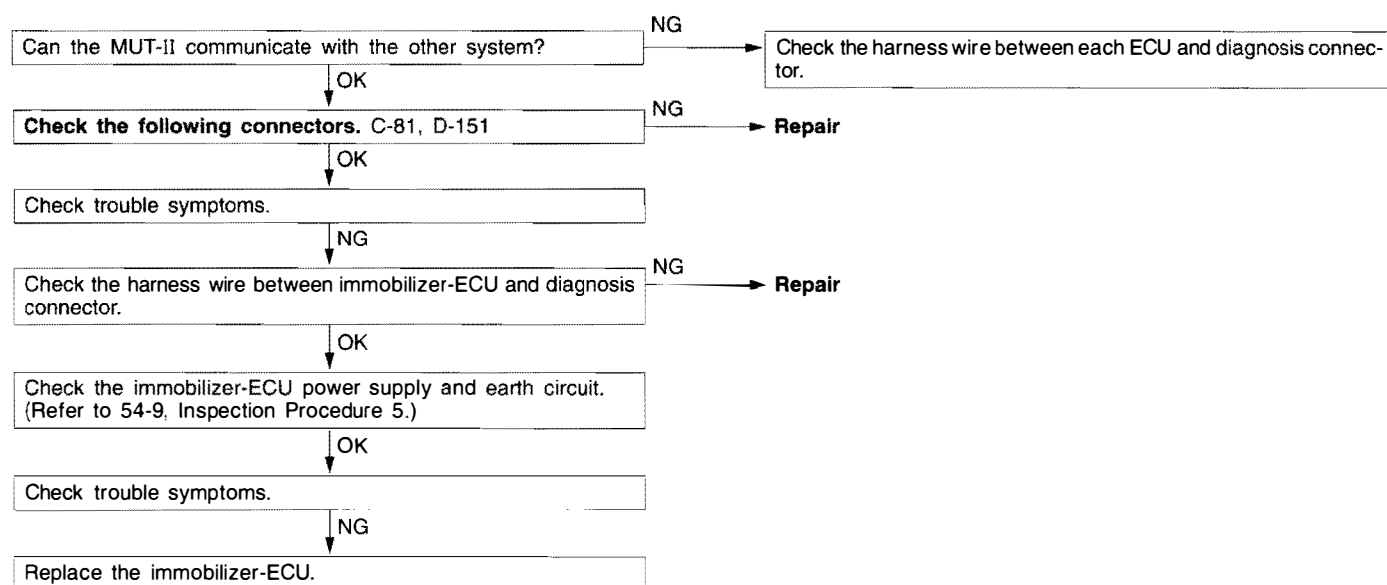 NG
Can the MUT-II communicate with the other system?
Check the harness wire between each ECU and diagnosis connec-
tor.
OK
NG
Check the following connectors. C-81, D-151
Repair
OK
Check trouble symptoms.
NG
NG
Check the harness wire between immobilizer-ECU and diagnosis
connector.
Repair
OK
Check the immobilizer-ECU power supply and earth circuit.
(Refer to 54-9, Inspection Procedure 5.)
OK
Check trouble symptoms.
NG
Replace the immobilizer-ECU.